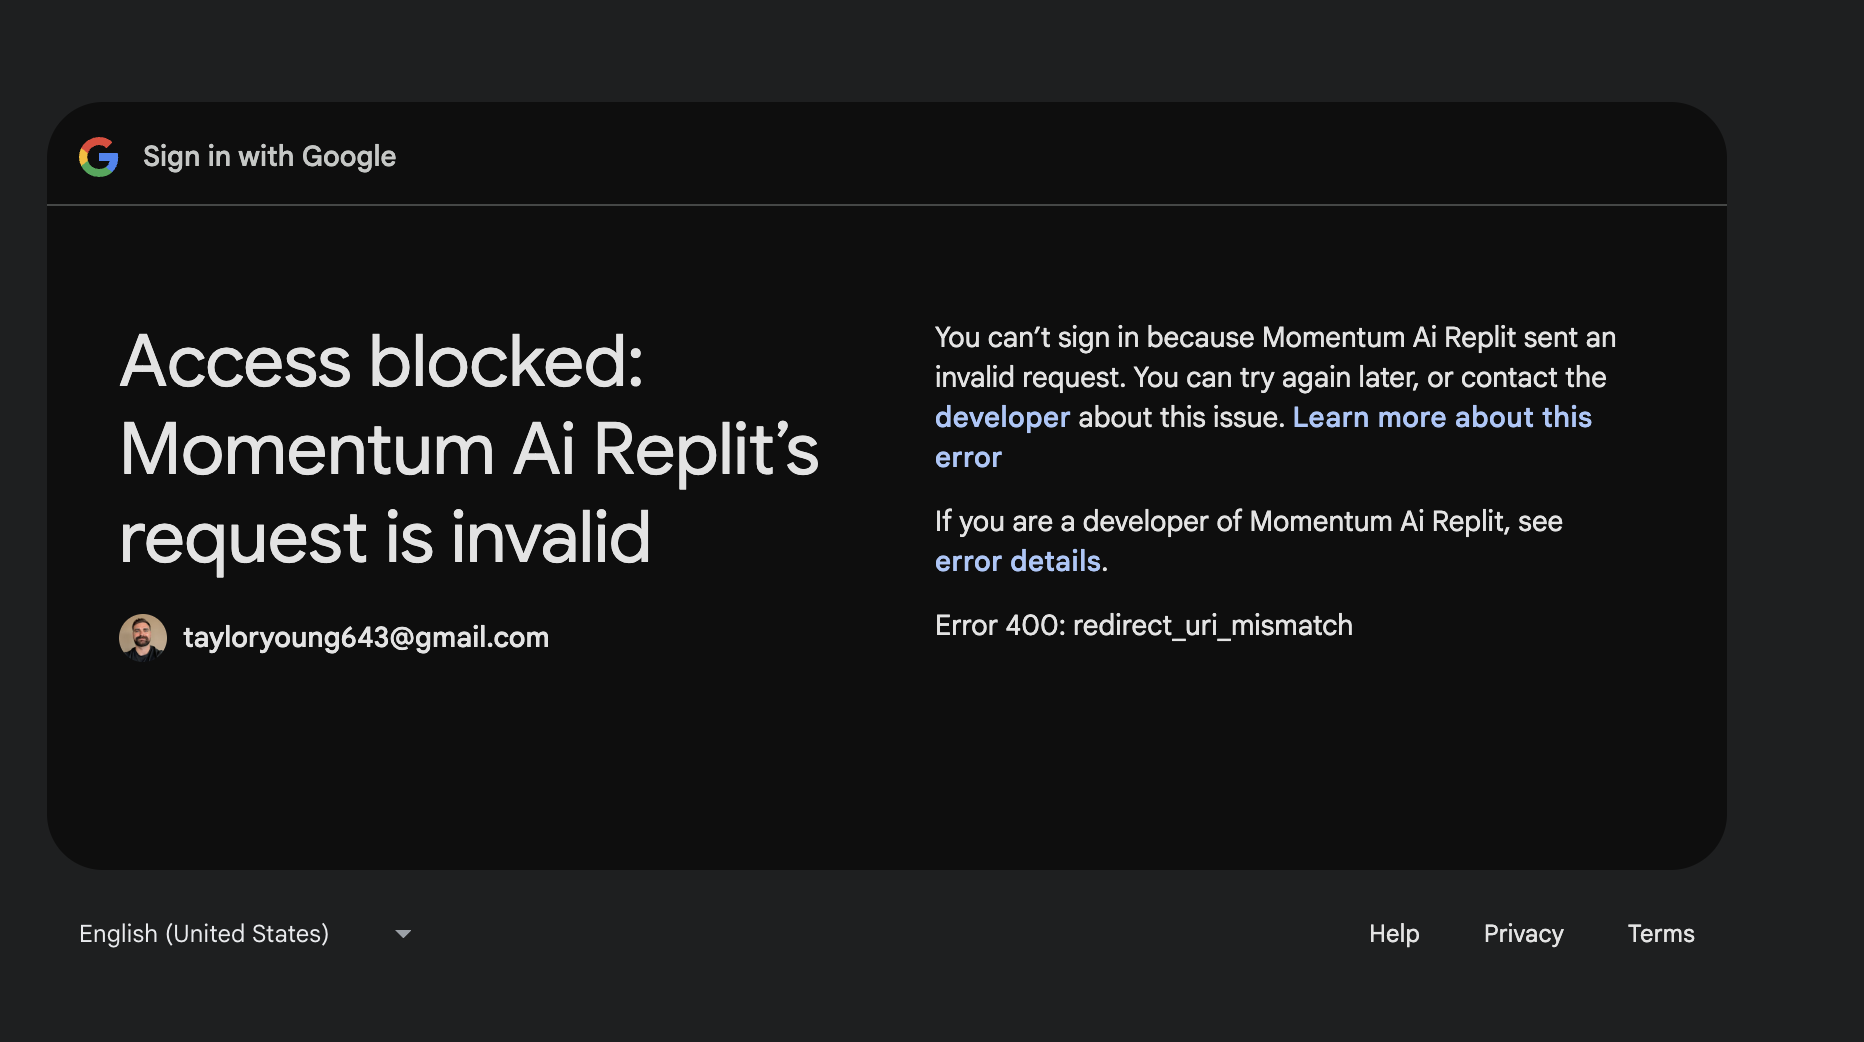 Sign in with Google
Access blocked:
Momentum Ai Replit’s
request is invalid
tayloryoung643@gmail.com
You can’t sign in because Momentum Ai Replit sent an
invalid request. You can try again later, or contact the
developer about this issue. Learn more about this
error
If you are a developer of Momentum Ai Replit, see
error details.
Error 400: redirect_uri_mismatch
English (United States)
Help
Privacy
Terms